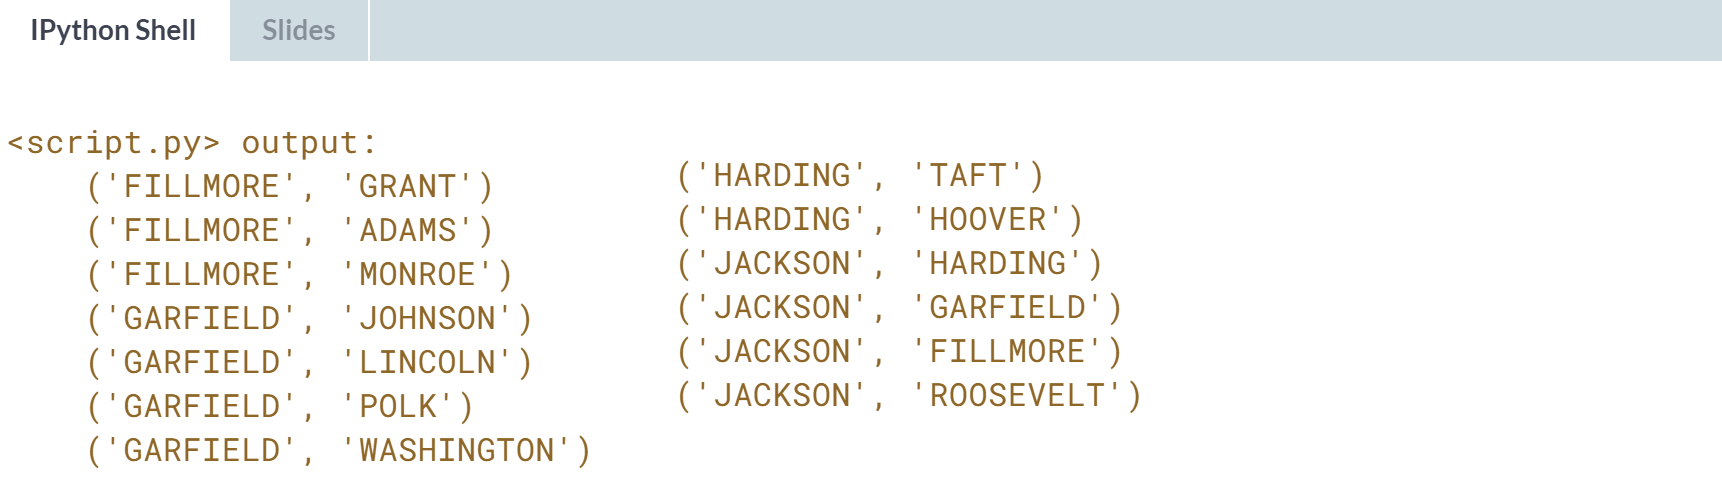 IPython Shell
Slides
<script.py> output:
('FILLMORE', 'GRANT')
('FILLMORE', 'ADAMS')
('FILLMORE', 'MONROE')
('GARFIELD', 'JOHNSON')
('GARFIELD', 'LINCOLN')
('GARFIELD', 'POLK')
('GARFIELD', 'WASHINGTON')
('HARDING', 'TAFT')
('HARDING', 'HOOVER')
('JACKSON', 'HARDING')
('JACKSON', 'GARFIELD')
('JACKSON', 'FILLMORE')
('JACKSON', 'ROOSEVELT')